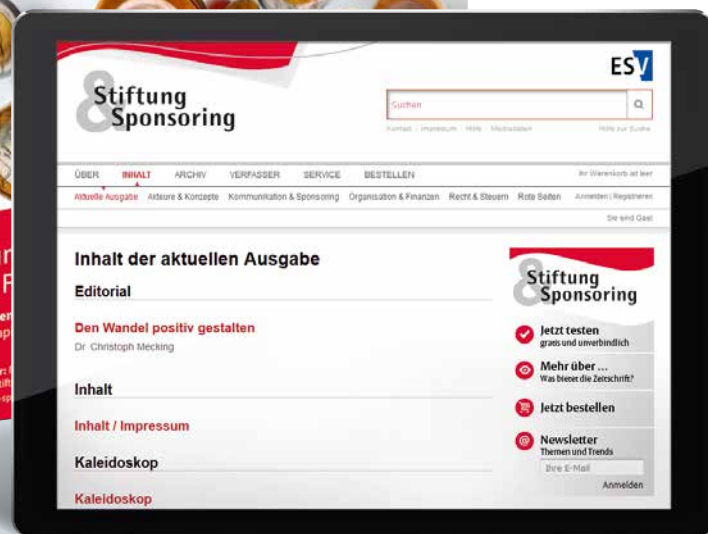 ESV
Stiftung
& Sponsoring
Suchen
Kontakt | Impressum | Hilfe | Mediadaten
Hilfe zur Suche
ÜBER INHALT ARCHIV VERFASSER SERVICE BESTELLEN
Ihr Warenkorb ist leer
Aktuelle Ausgabe Akteure & Konzepte Kommunikation & Sponsoring Organisation & Finanzen Recht & Steuern Rote Seiten
Anmelden | Registrieren
Sie sind Gast
Inhalt der aktuellen Ausgabe
Editorial
Den Wandel positiv gestalten
Dr. Christoph Mecking
Inhalt
Inhalt / Impressum
Kaleidoskop
Kaleidoskop
Stiftung
& Sponsoring
Jetzt testen
gratis und unverbindlich
Mehr über ...
Was bietet die Zeitschrift?
Jetzt bestellen
Newsletter
Themen und Trends
Ihre E-Mail
Anmelden